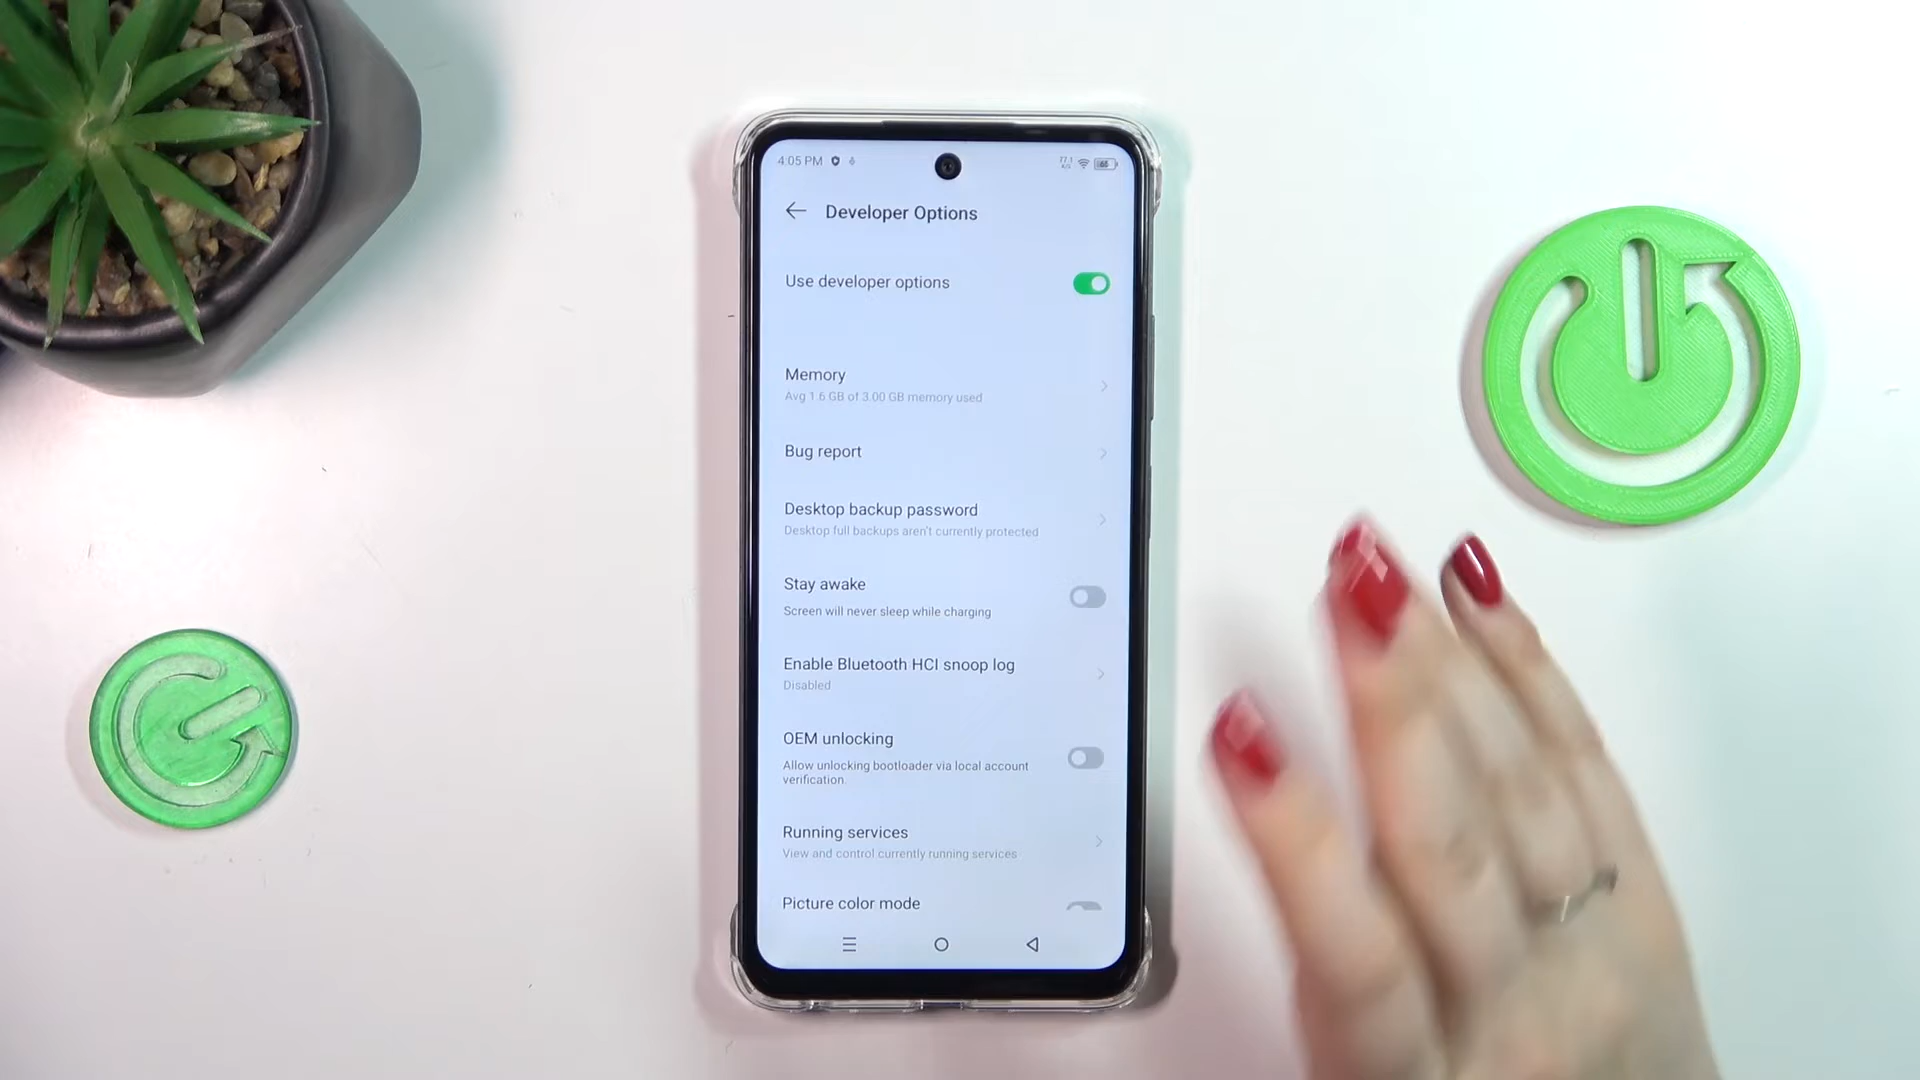 4:05 PM
77.1
K/s
68
Developer Options
Use developer options
Memory
Avg 1.6 GB of 3.00 GB memory used
Bug report
Desktop backup password
Desktop full backups aren't currently protected
Stay awake
Screen will never sleep while charging
Enable Bluetooth HCI snoop log
Disabled
OEM unlocking
Allow unlocking bootloader via local account
verification.
Running services
View and control currently running services
Picture color mode